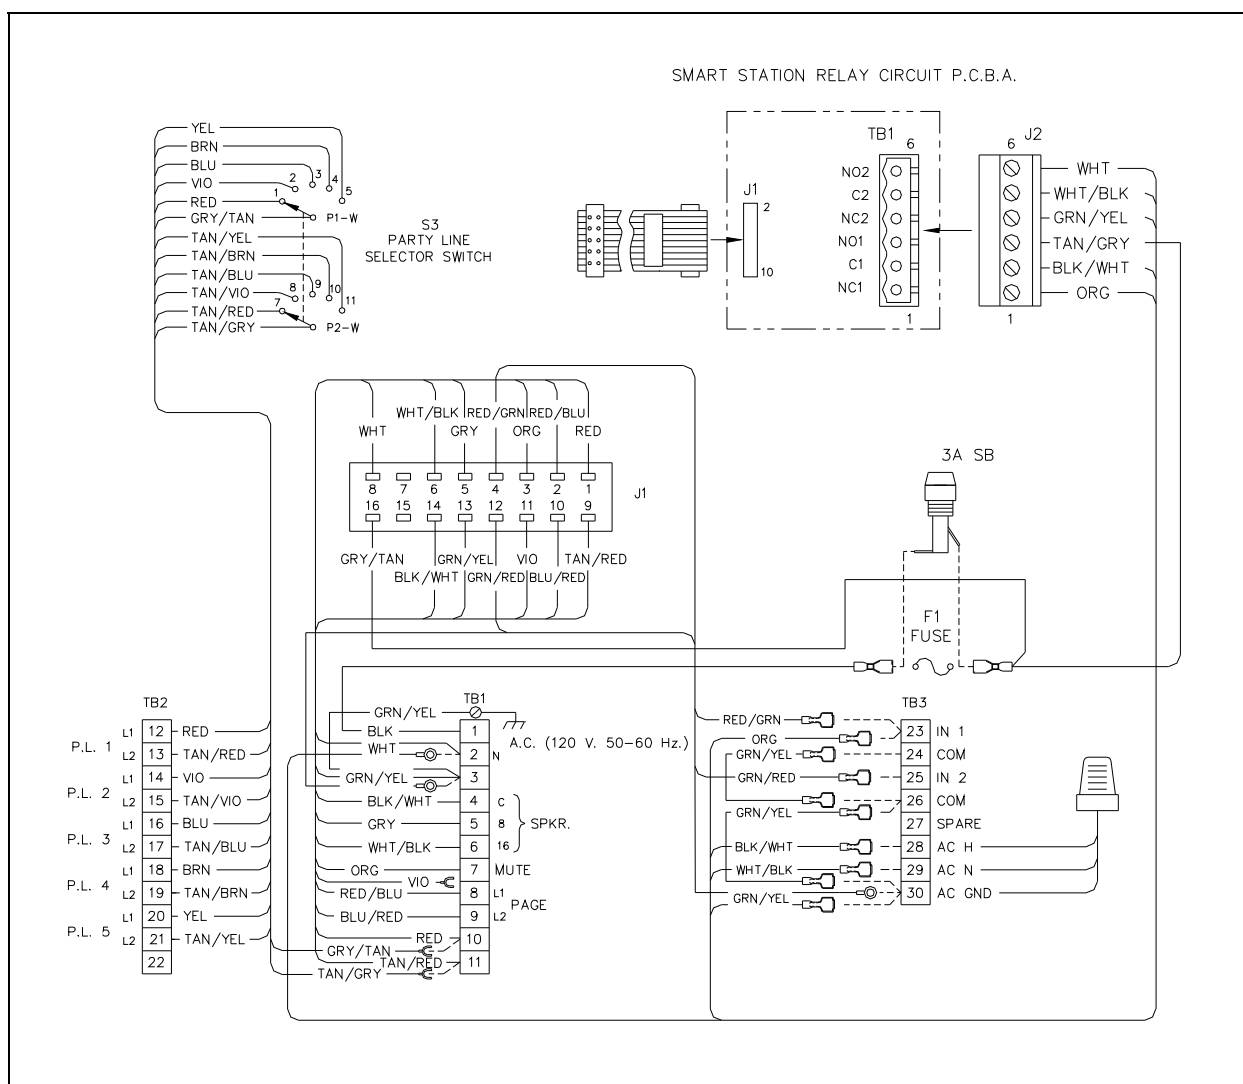 SMART STATION RELAY CIRCUIT P.C.B.A.
YEL
BRN
BLU
VIO
RED
GRY/TAN
TAN/YEL
TAN/BRN
TAN/BLU
TAN/VIO
TAN/RED
TAN/GRY
1
2
3
4
5
P1-W
7
8
9
10
11
P2-W
S3
PARTY LINE
SELECTOR SWITCH
J1
2
10
TB1
6
NO2
C2
NC2
NO1
C1
NC1
1
J2
6
1
WHT
WHT/BLK
GRN/YEL
TAN/GRY
BLK/WHT
ORG
WHT/BLK RED/GRN RED/BLU
WHT GRY ORG RED
8 7 6 5 4 3 2 1
16 15 14 13 12 11 10 9
J1
GRY/TAN GRN/YEL VIO TAN/RED
BLK/WHT GRN/RED BLU/RED
3A SB
F1
FUSE
TB2
P.L. 1
L1 12 RED
L2 13 TAN/RED
P.L. 2
L1 14 VIO
L2 15 TAN/VIO
P.L. 3
L1 16 BLU
L2 17 TAN/BLU
P.L. 4
L1 18 BRN
L2 19 TAN/BRN
P.L. 5
L1 20 YEL
L2 21 TAN/YEL
22
TB1
GRN/YEL
BLK 1
A.C. (120 V. 50-60 Hz.)
WHT 2 N
GRN/YEL 3
BLK/WHT 4 C
GRY 5 8 SPKR.
WHT/BLK 6 16
ORG 7 MUTE
VIO
RED/BLU 8 L1
PAGE
BLU/RED 9 L2
RED 10
GRY/TAN
TAN/RED 11
TAN/GRY
TB3
RED/GRN 23 IN 1
ORG
GRN/YEL 24 COM
GRN/RED 25 IN 2
26 COM
GRN/YEL
27 SPARE
BLK/WHT 28 AC H
WHT/BLK 29 AC N
30 AC GND
GRN/YEL